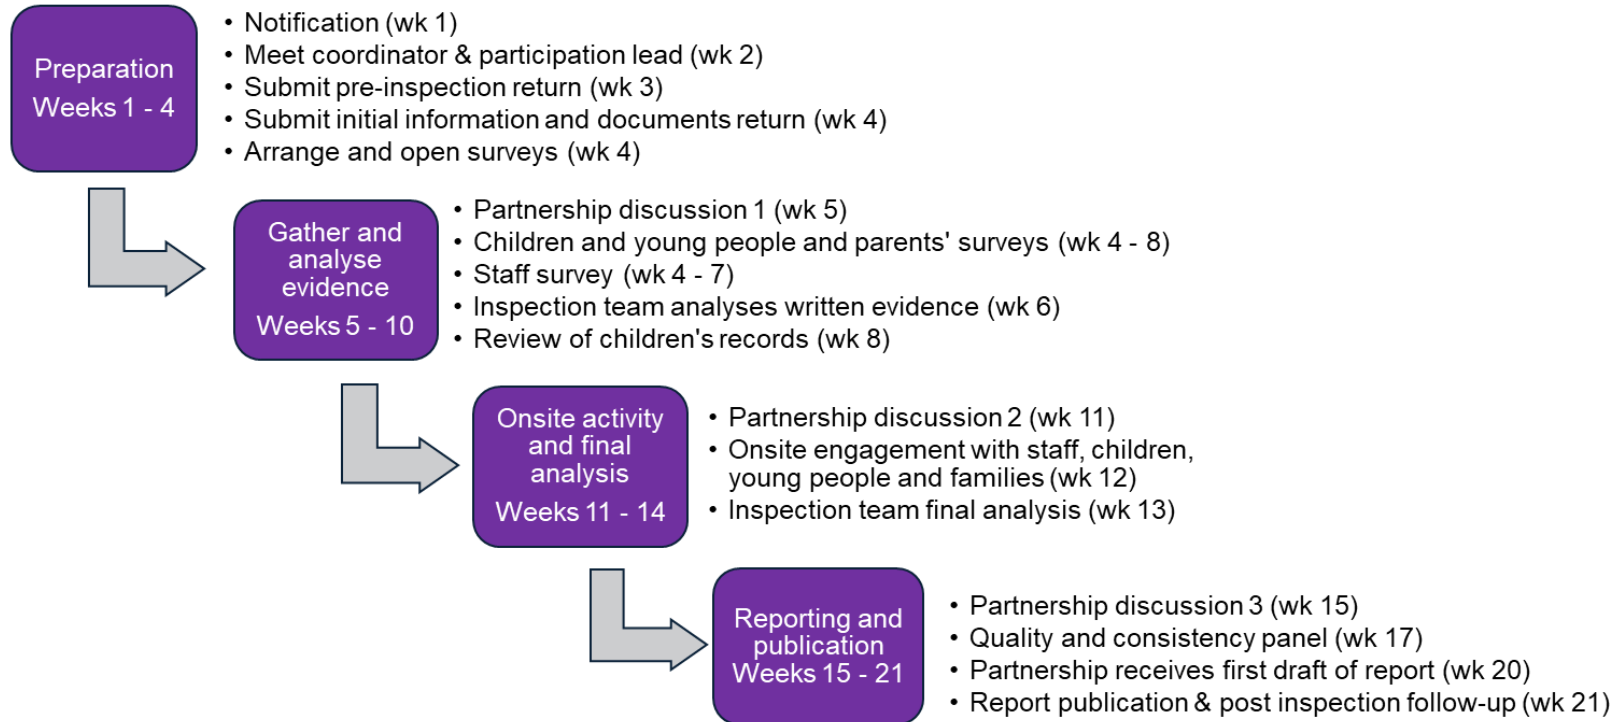 Preparation
Weeks 1 - 4
• Notification (wk 1)
• Meet coordinator & participation lead (wk 2)
• Submit pre-inspection return (wk 3)
• Submit initial information and documents return (wk 4)
• Arrange and open surveys (wk 4)
Gather and
analyse
evidence
Weeks 5 - 10
• Partnership discussion 1 (wk 5)
• Children and young people and parents' surveys (wk 4 - 8)
• Staff survey (wk 4 - 7)
• Inspection team analyses written evidence (wk 6)
• Review of children's records (wk 8)
Onsite activity
and final
analysis
Weeks 11 - 14
• Partnership discussion 2 (wk 11)
• Onsite engagement with staff, children,
young people and families (wk 12)
• Inspection team final analysis (wk 13)
Reporting and
publication
Weeks 15 - 21
• Partnership discussion 3 (wk 15)
• Quality and consistency panel (wk 17)
• Partnership receives first draft of report (wk 20)
• Report publication & post inspection follow-up (wk 21)